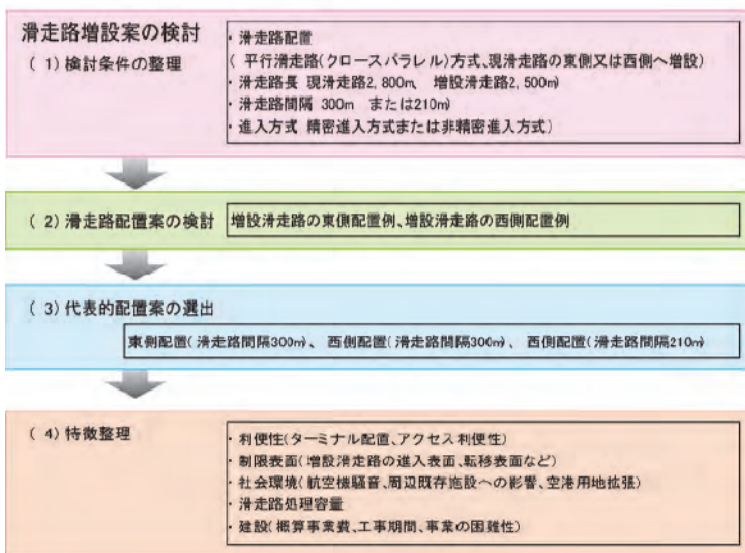 滑走路増設案の検討
(1)検討条件の整理
・滑走路配置
( 平行滑走路(クロースパラレル)方式、現滑走路の東側又は西側へ増設)
・滑走路長 現滑走路2,800m、 増設滑走路2,500m)
・滑走路間隔 300m または210m)
・進入方式 精密進入方式または非精密進入方式)
(2)滑走路配置案の検討
増設滑走路の東側配置例、増設滑走路の西側配置例
(3)代表的配置案の選出
東側配置(滑走路間隔300m)、 西側配置(滑走路間隔300m)、 西側配置(滑走路間隔210m)
(4)特徴整理
・利便性(ターミナル配置、アクセス利便性)
・制限表面(増設滑走路の進入表面、転移表面など)
・社会環境(航空機騒音、周辺既存施設への影響、空港用地拡張)
・滑走路処理容量
・建設(概算事業費、工事期間、事業の困難性)